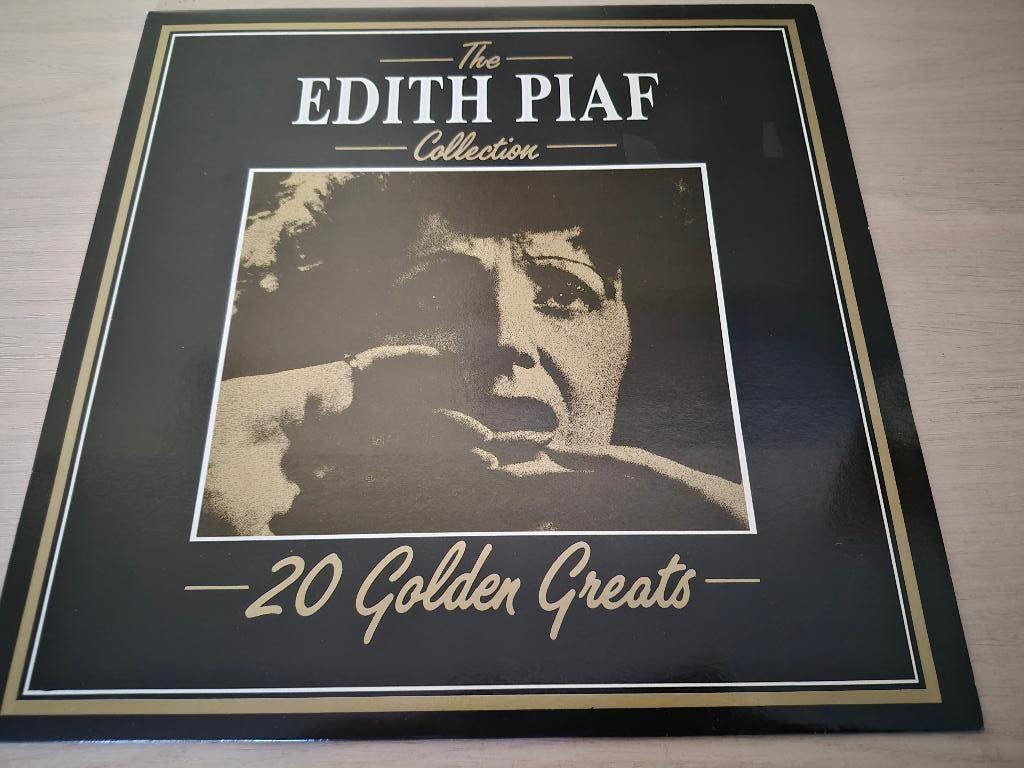 The
EDITH PIAF
Collection
20 Golden Greats